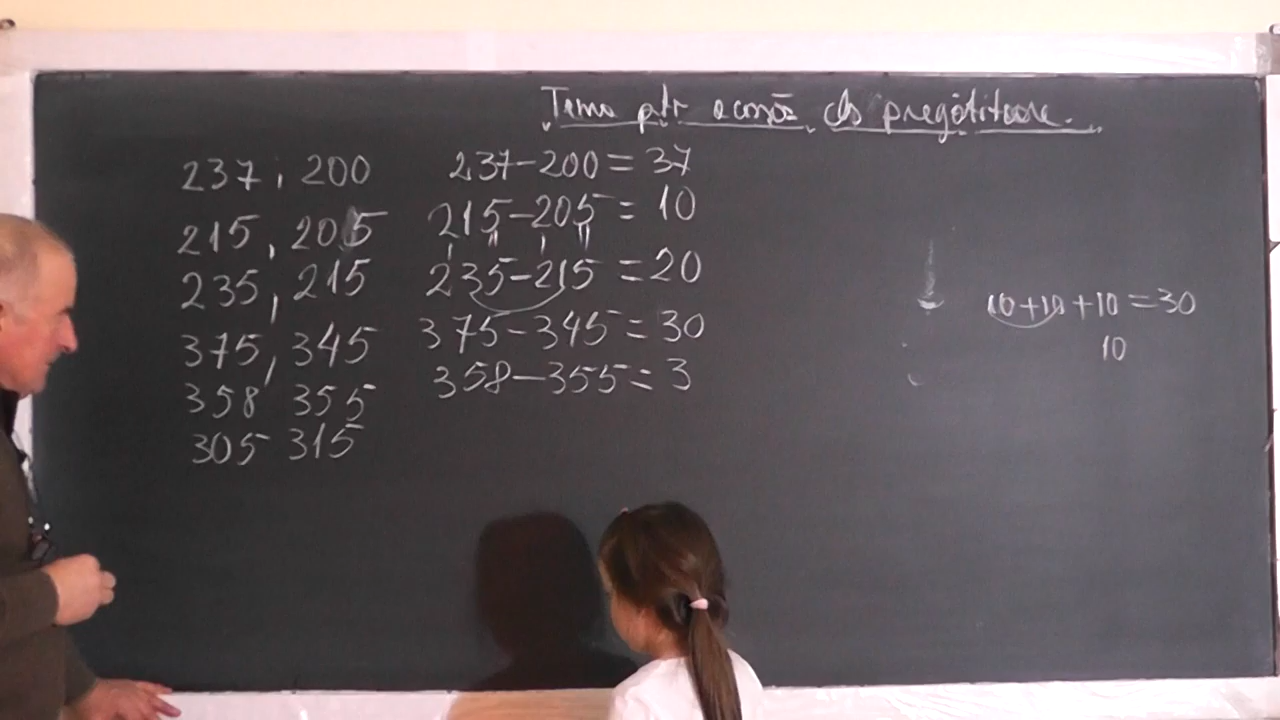 Tema ptr acasă cls pregătitoare.
237, 200 237-200=37
215, 205 215-205=10
235, 215 235-215=20
375, 345 375-345=30
358 355 358-355=3
305 315
10+10+10=30
10